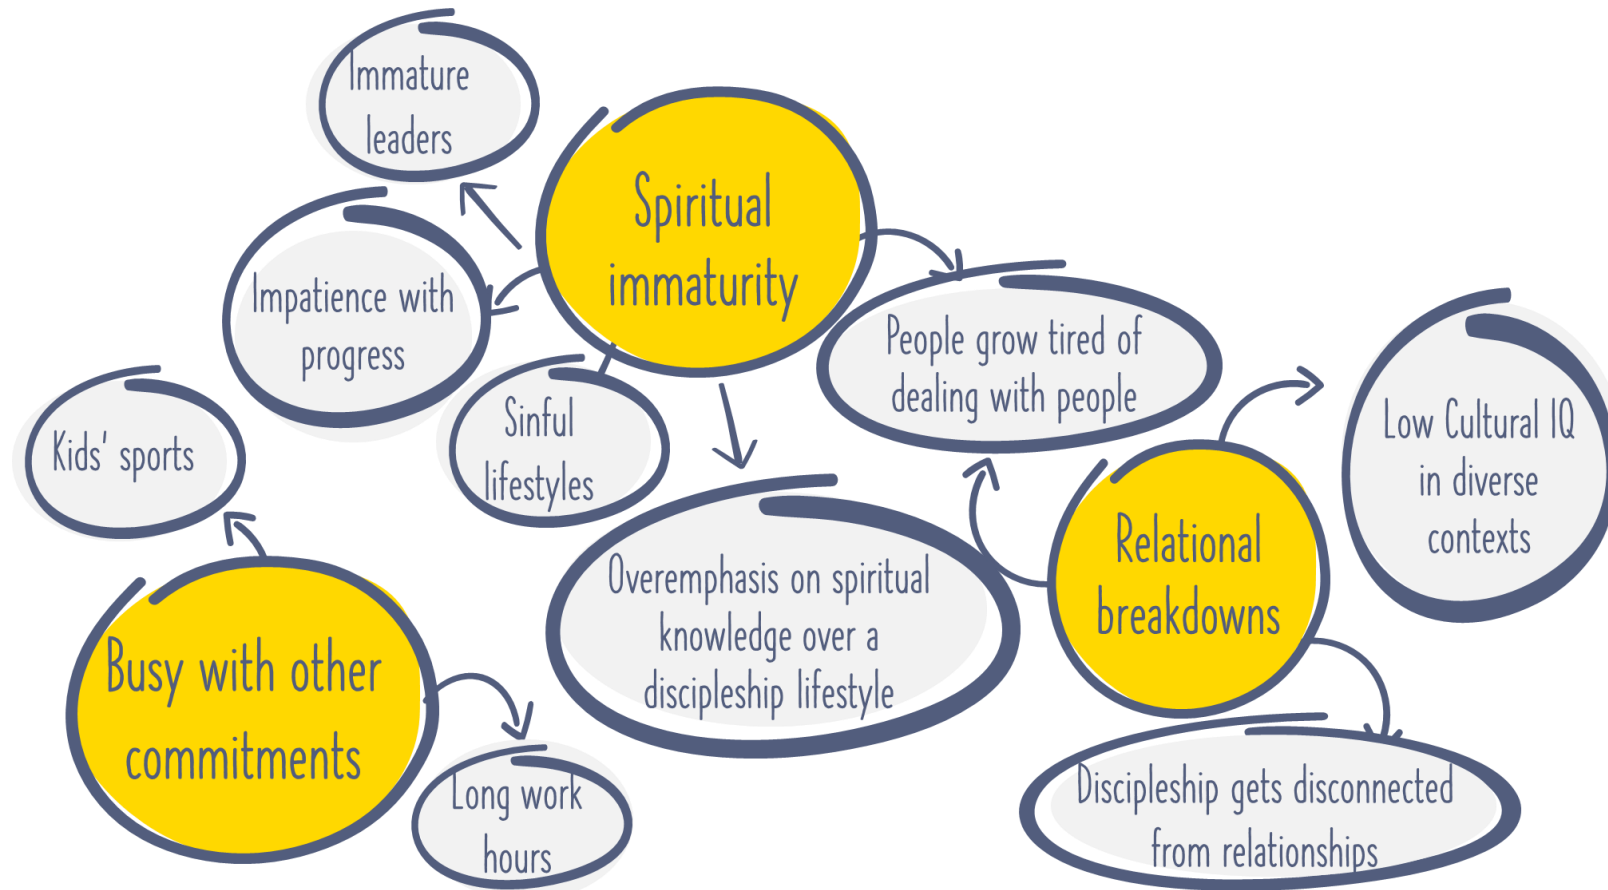 Immature
leaders
Spiritual
immaturity
Impatience with
progress
People grow tired of
dealing with people
Kids' sports
Sinful
lifestyles
Low Cultural IQ
in diverse
contexts
Relational
breakdowns
Overemphasis on spiritual
knowledge over a
discipleship lifestyle
Busy with other
commitments
Long work
hours
Discipleship gets disconnected
from relationships